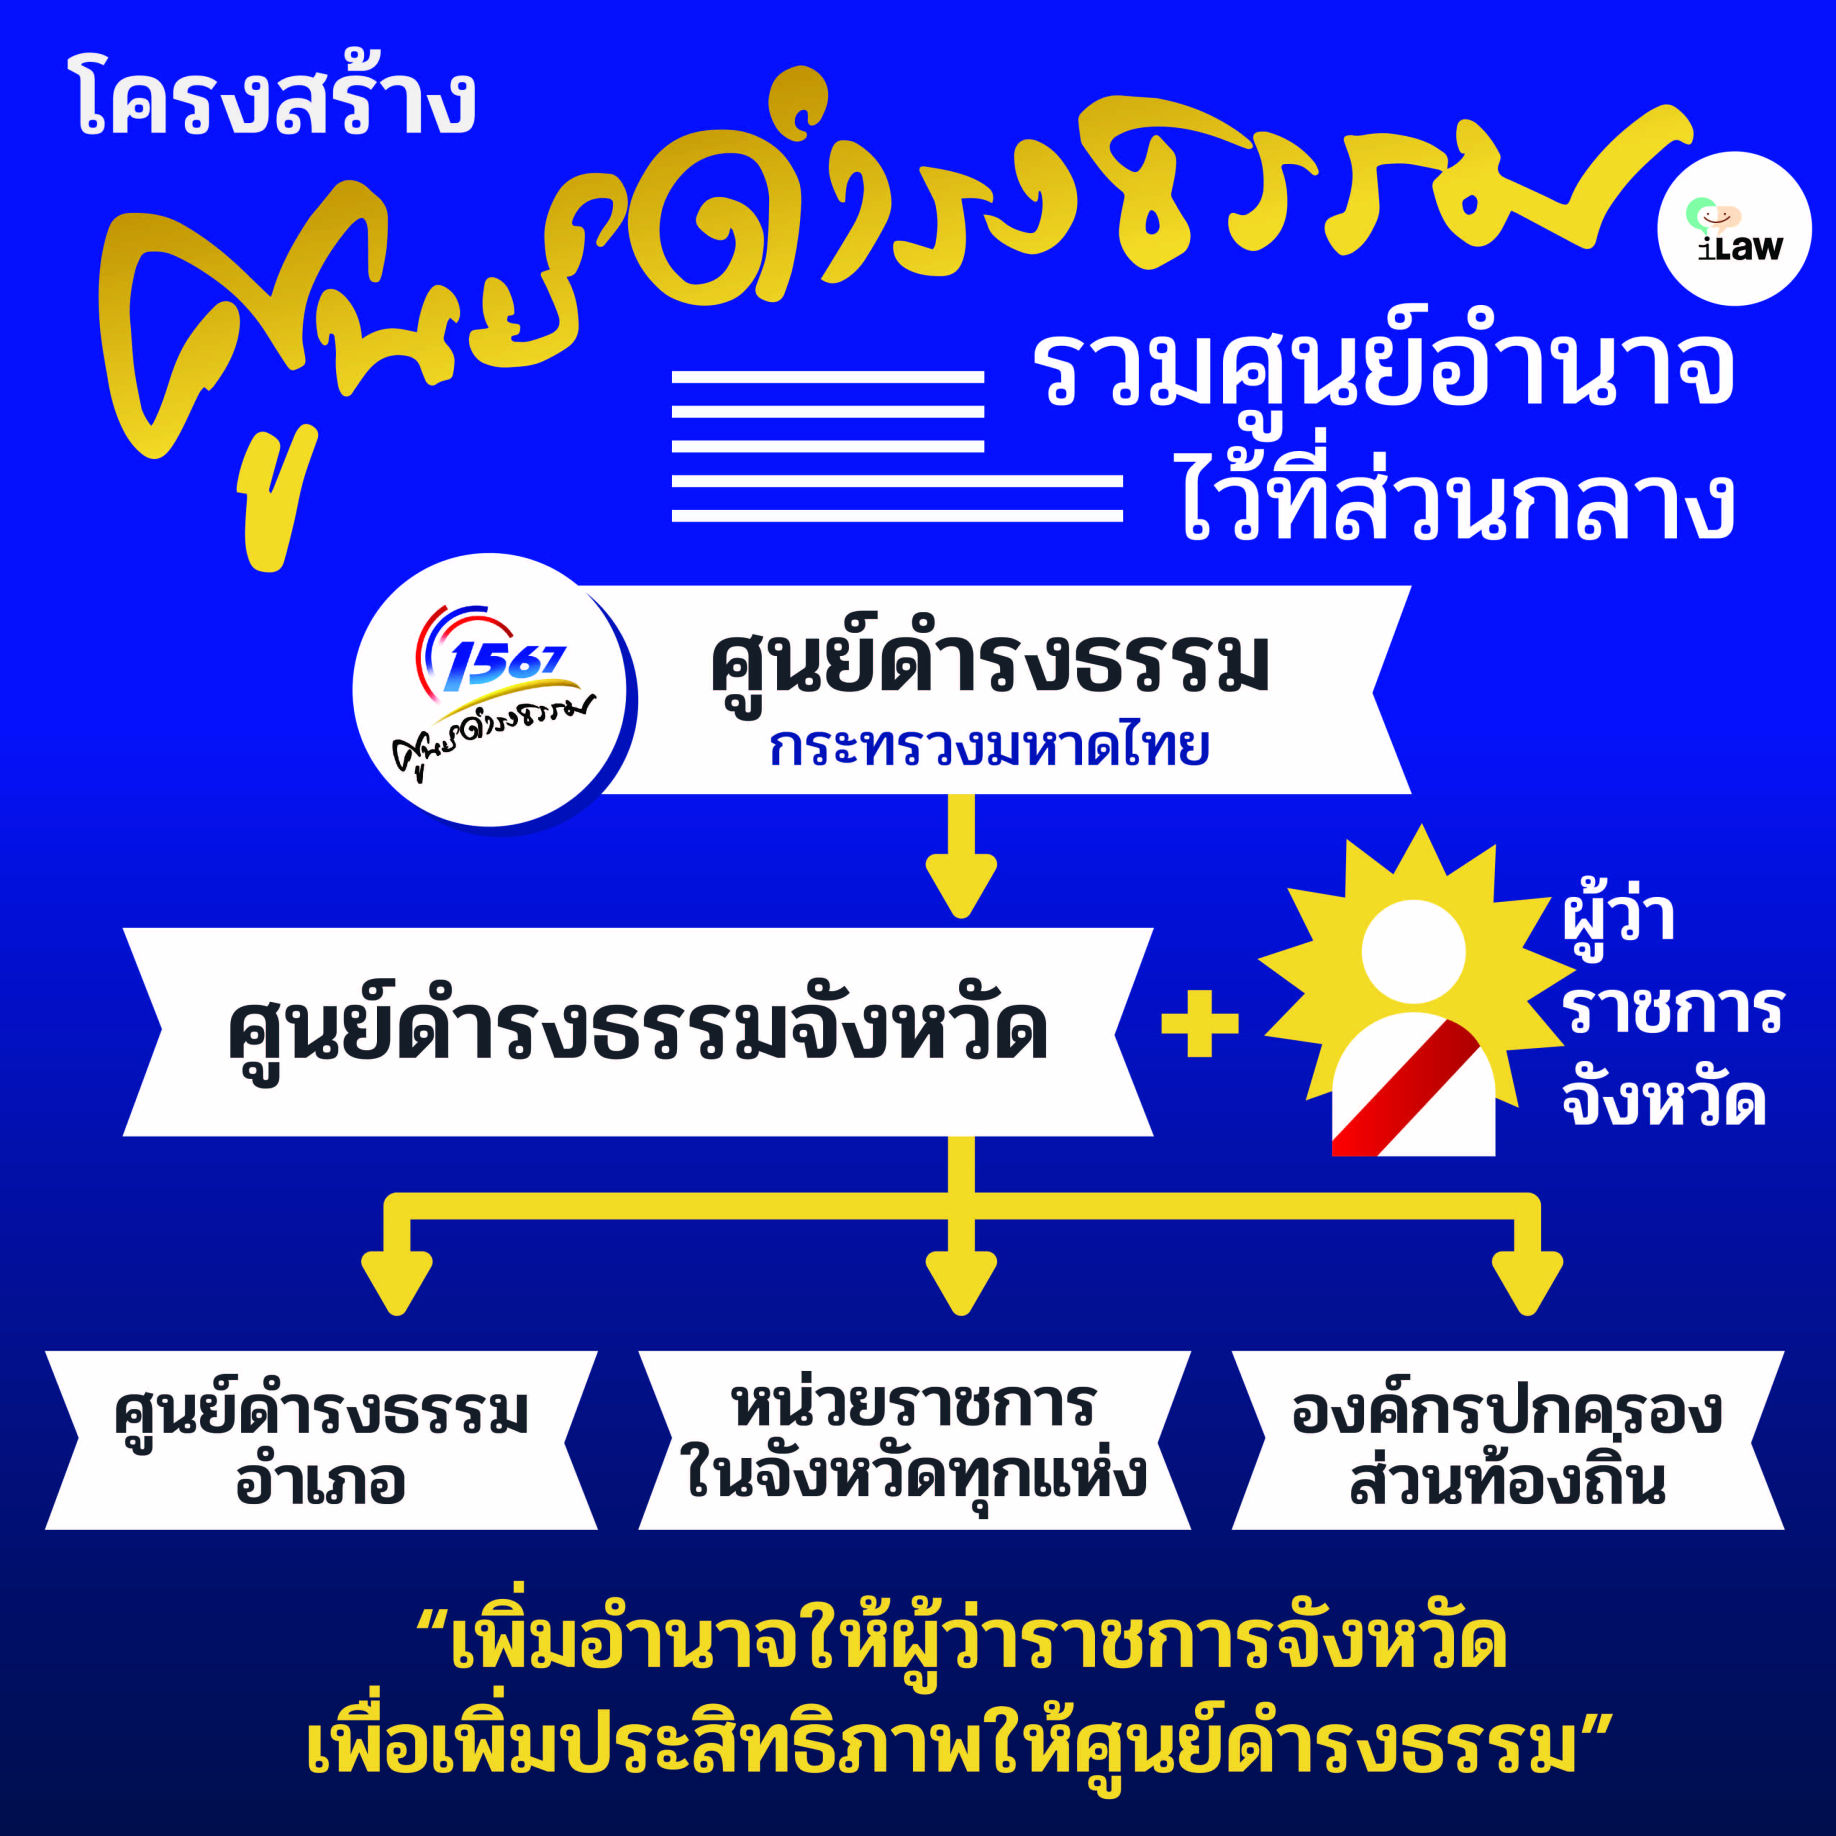 โครงสร้าง
ศูนย์ดำรงธรรม
iLaw
รวมศูนย์อำนาจ
ไว้ที่ส่วนกลาง
1567
ศูนย์ดำรงธรรม
ศูนย์ดำรงธรรม
กระทรวงมหาดไทย
ศูนย์ดำรงธรรมจังหวัด
+
ผู้ว่า
ราชการ
จังหวัด
ศูนย์ดำรงธรรม
อำเภอ
หน่วยราชการ
ในจังหวัดทุกแห่ง
องค์กรปกครอง
ส่วนท้องถิ่น
“เพิ่มอำนาจให้ผู้ว่าราชการจังหวัด
เพื่อเพิ่มประสิทธิภาพให้ศูนย์ดำรงธรรม”